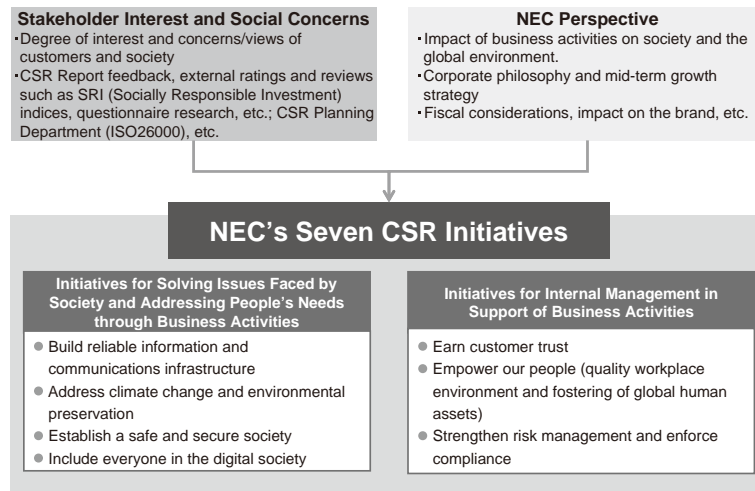 Stakeholder Interest and Social Concerns
▪Degree of interest and concerns/views of
customers and society
▪CSR Report feedback, external ratings and reviews
such as SRI (Socially Responsible Investment)
indices, questionnaire research, etc.; CSR Planning
Department (ISO26000), etc.
NEC Perspective
▪Impact of business activities on society and the
global environment.
▪Corporate philosophy and mid-term growth
strategy
▪Fiscal considerations, impact on the brand, etc.
NEC's Seven CSR Initiatives
Initiatives for Solving Issues Faced by
Society and Addressing People's Needs
through Business Activities
● Build reliable information and
communications infrastructure
● Address climate change and environmental
preservation
● Establish a safe and secure society
● Include everyone in the digital society
Initiatives for Internal Management in
Support of Business Activities
● Earn customer trust
● Empower our people (quality workplace
environment and fostering of global human
assets)
● Strengthen risk management and enforce
compliance